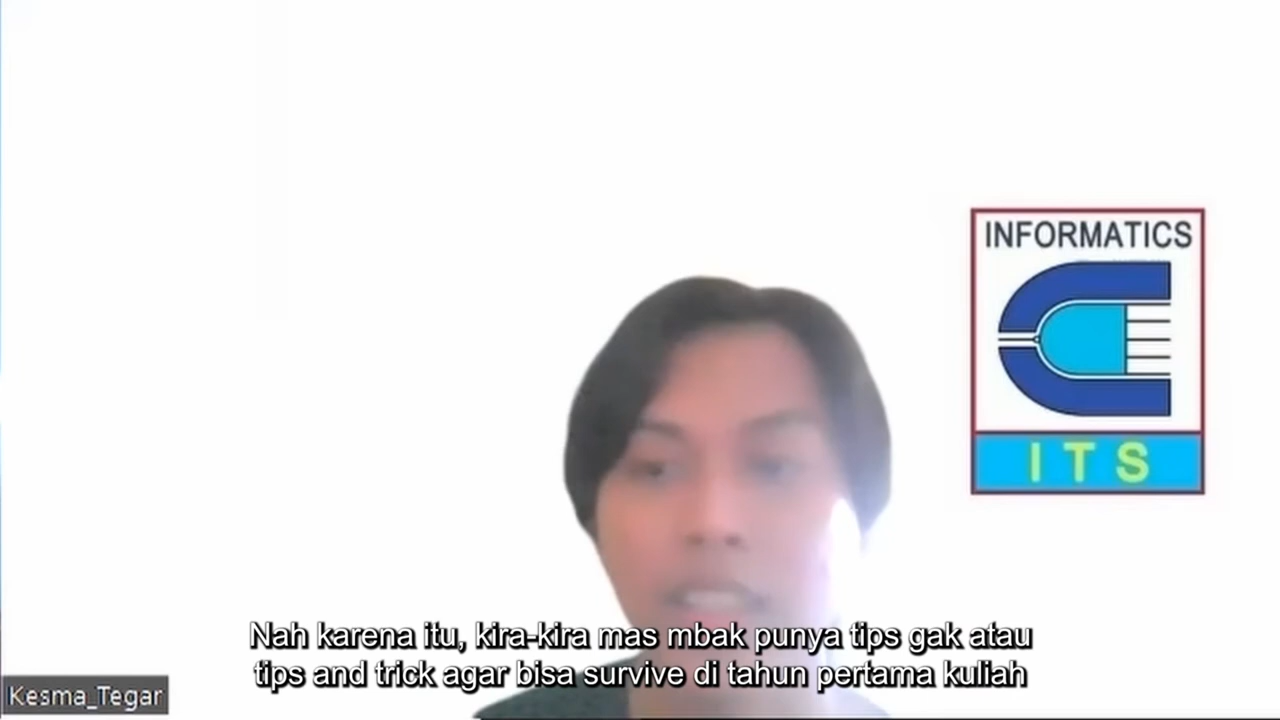 INFORMATICS
ITS
Nah karena itu, kira-kira mas mbak punya tips gak atau
tips and trick agar bisa survive di tahun pertama kuliah
Kesma_Tegar